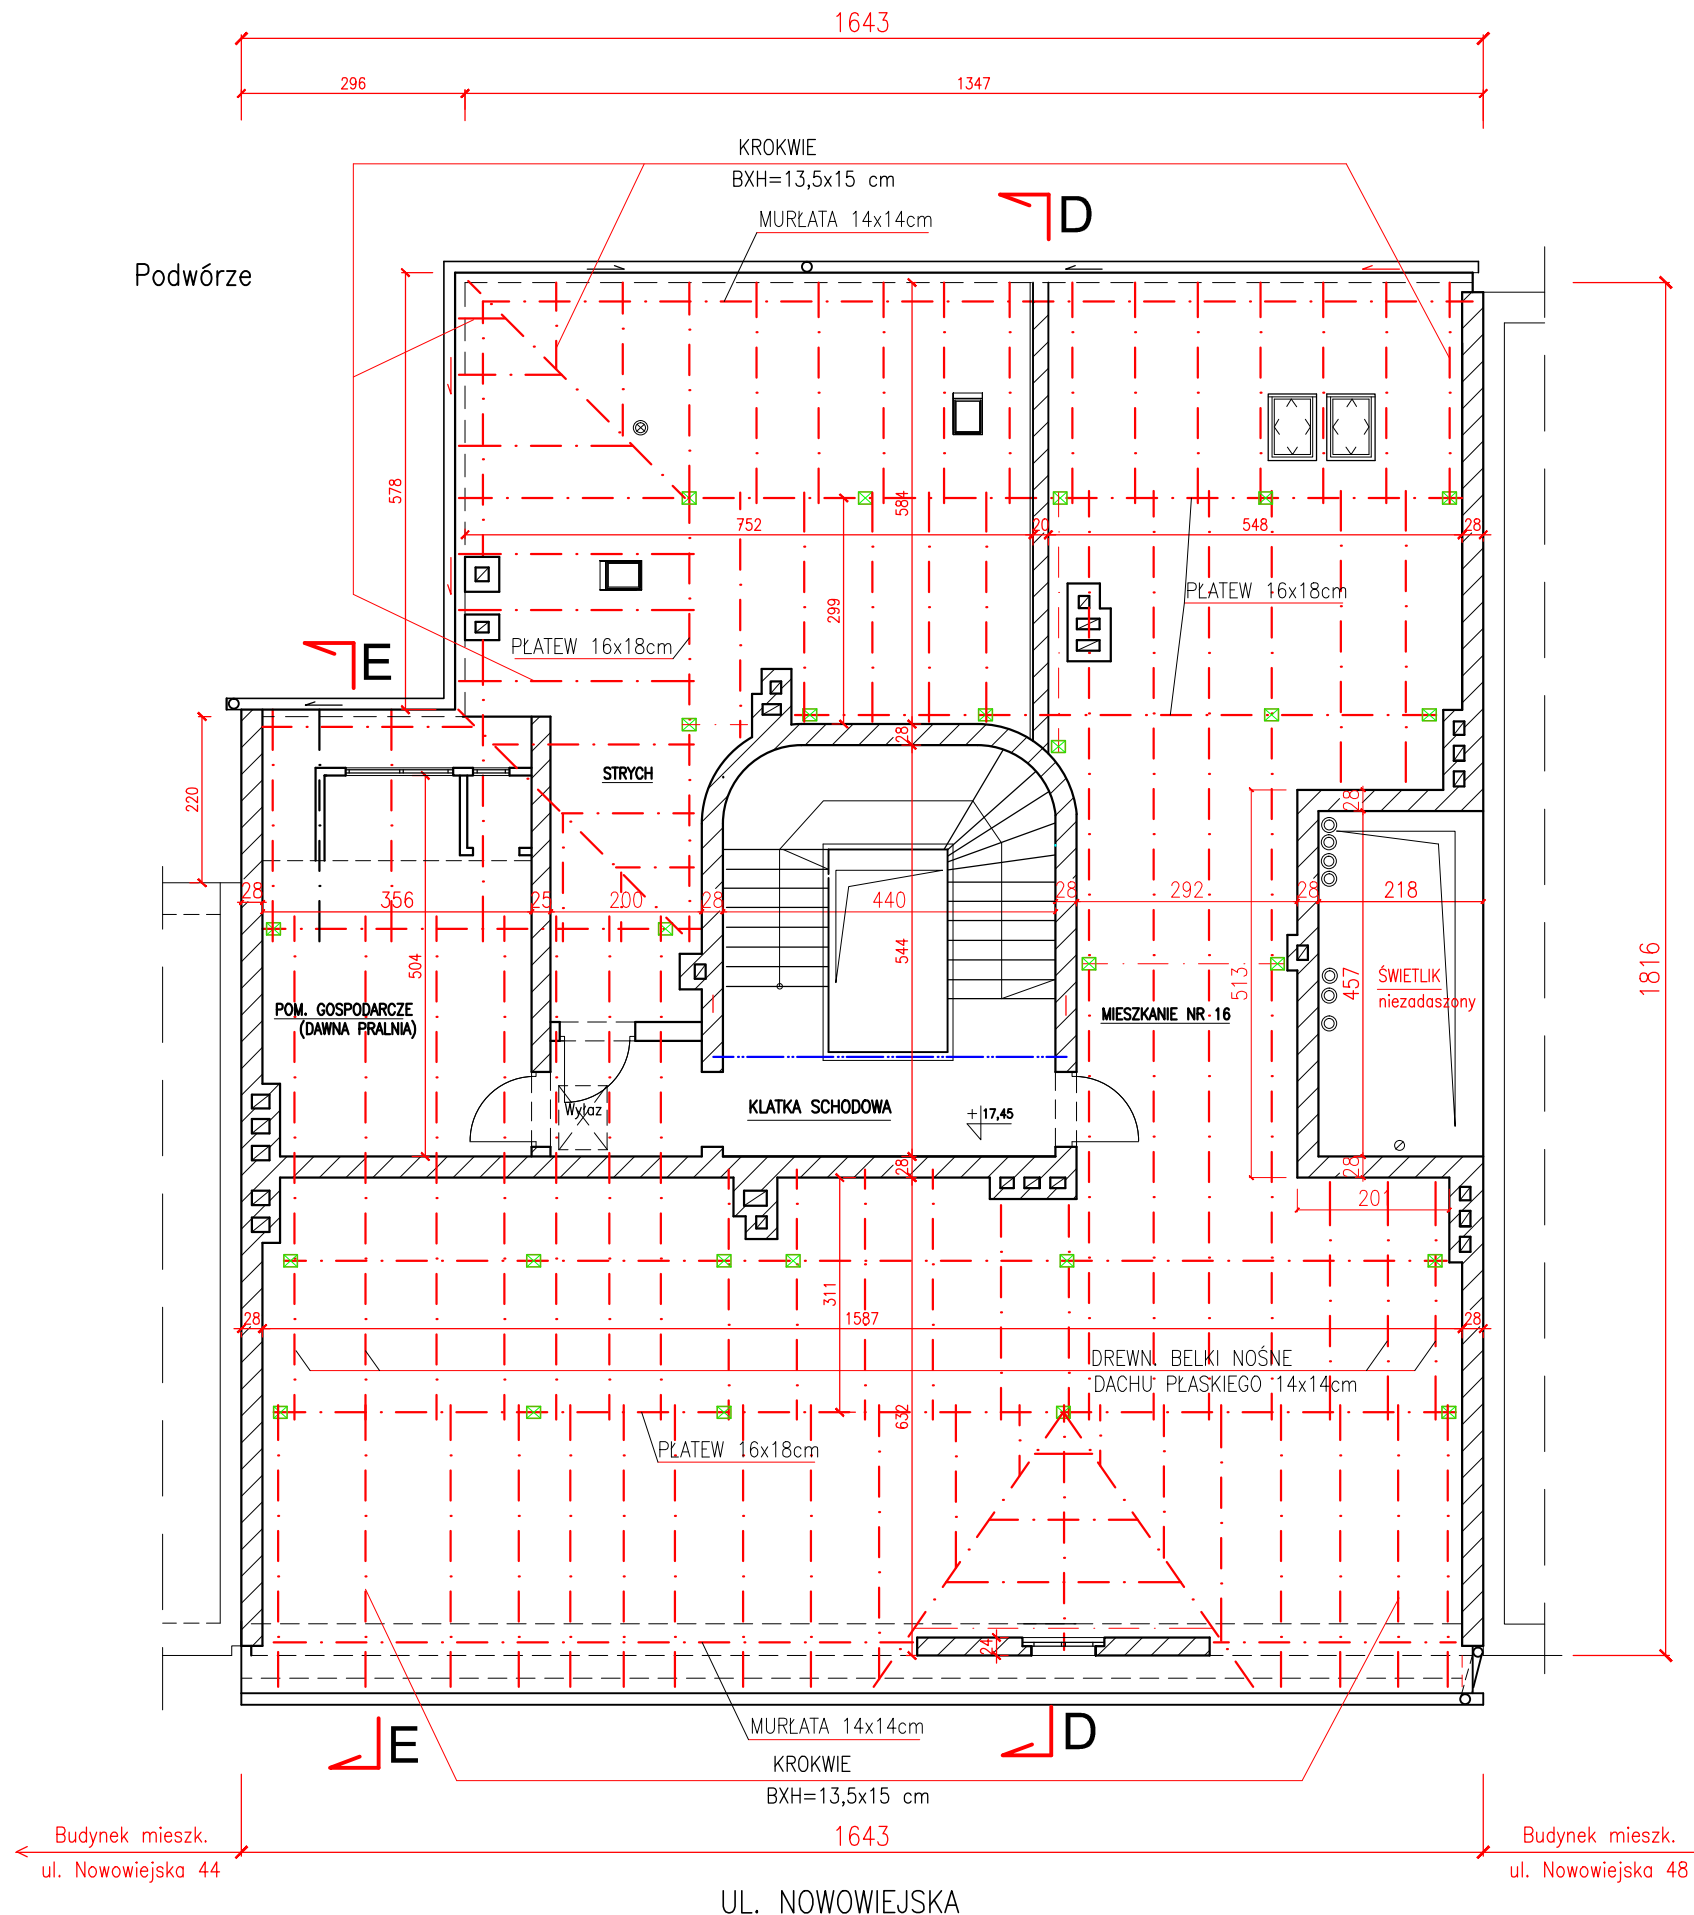 1643
296
1347
KROKWIE
BXH=13,5x15 cm
MURŁATA 14x14cm
D
Podwórze
578
584
752
20
548
28
299
PŁATEW 16x18cm
PŁATEW 16x18cm
E
28
STRYCH
220
28
28
356
25
200
28
440
28
292
28
218
504
544
513
457
1816
ŚWIETLIK
niezadaszony
POM. GOSPODARCZE
(DAWNA PRALNIA)
MIESZKANIE NR 16
Wyłaz
KLATKA SCHODOWA
+17,45
28
28
201
311
28
1587
28
DREWN. BELKI NOŚNE
DACHU PŁASKIEGO 14x14cm
632
PŁATEW 16x18cm
24
MURŁATA 14x14cm
E
D
KROKWIE
BXH=13,5x15 cm
Budynek mieszk.
ul. Nowowiejska 44
1643
Budynek mieszk.
ul. Nowowiejska 48
UL. NOWOWIEJSKA